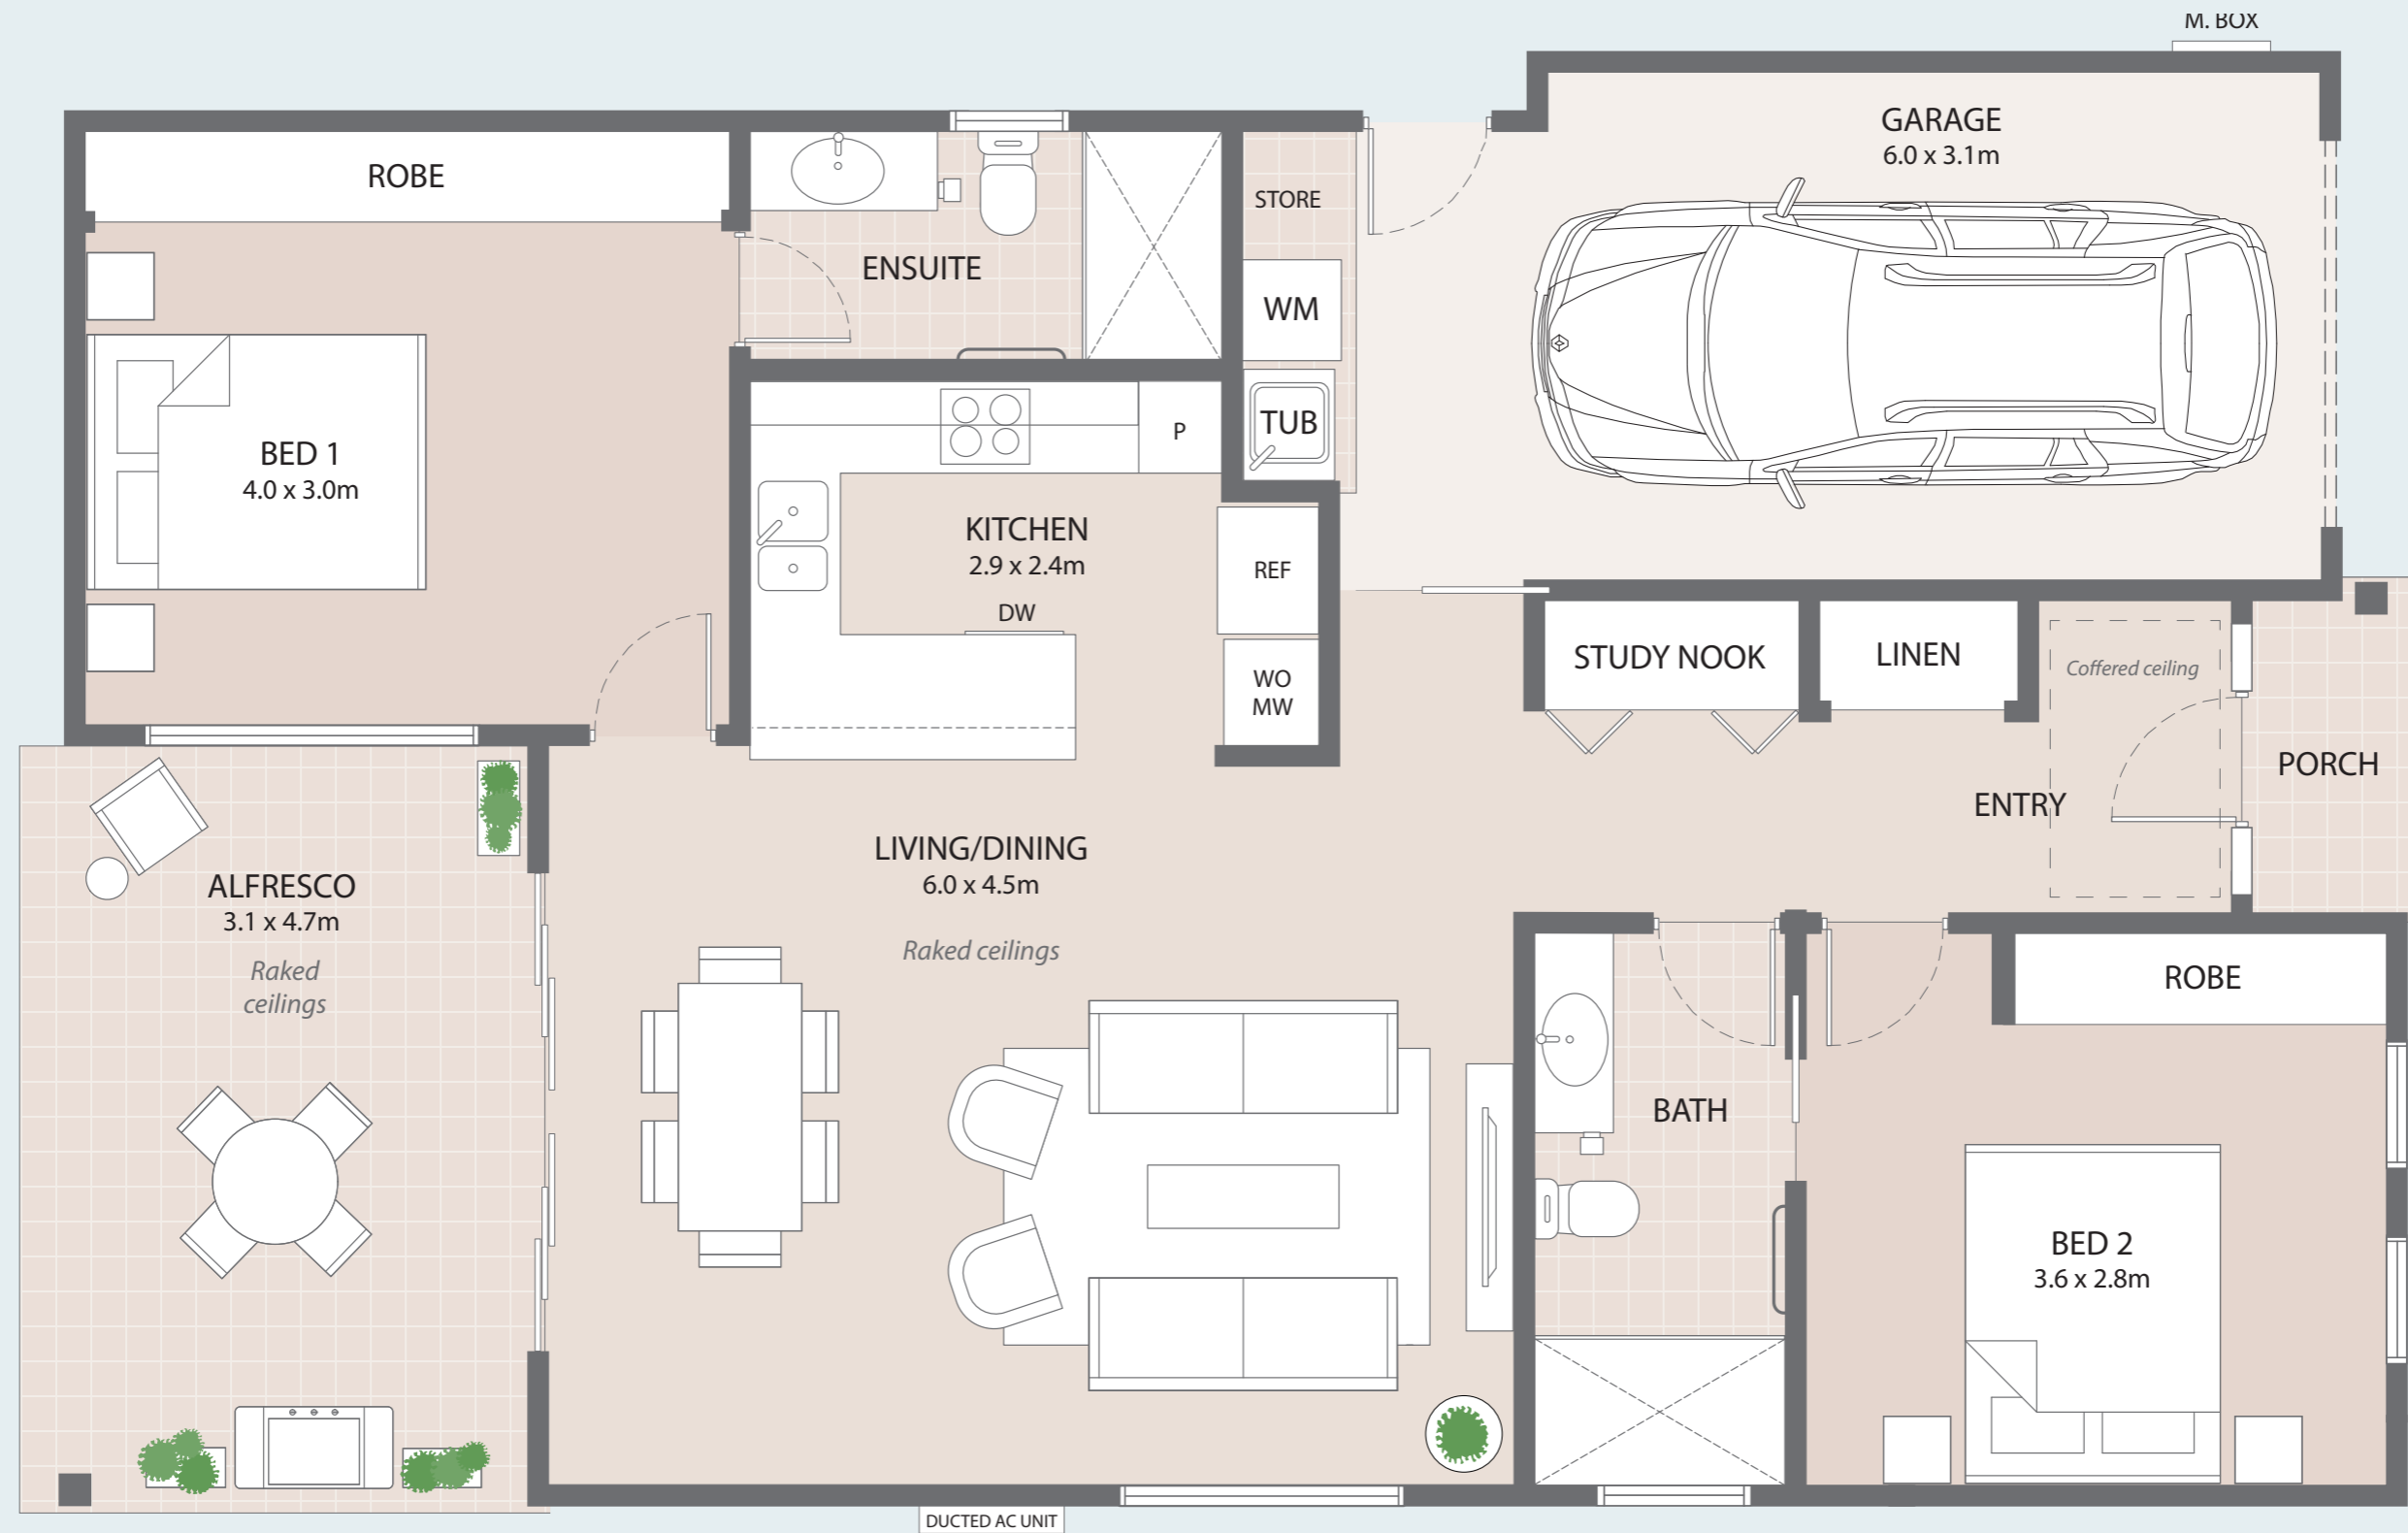 M. BOX
GARAGE
6.0 x 3.1m
ROBE
STORE
ENSUITE
WM
TUB
P
BED 1
4.0 x 3.0m
KITCHEN
2.9 x 2.4m
DW
REF
WO
MW
STUDY NOOK
LINEN
Coffered ceiling
PORCH
ENTRY
LIVING/DINING
6.0 x 4.5m
Raked ceilings
ALFRESCO
3.1 x 4.7m
Raked
ceilings
ROBE
BATH
BED 2
3.6 x 2.8m
DUCTED AC UNIT